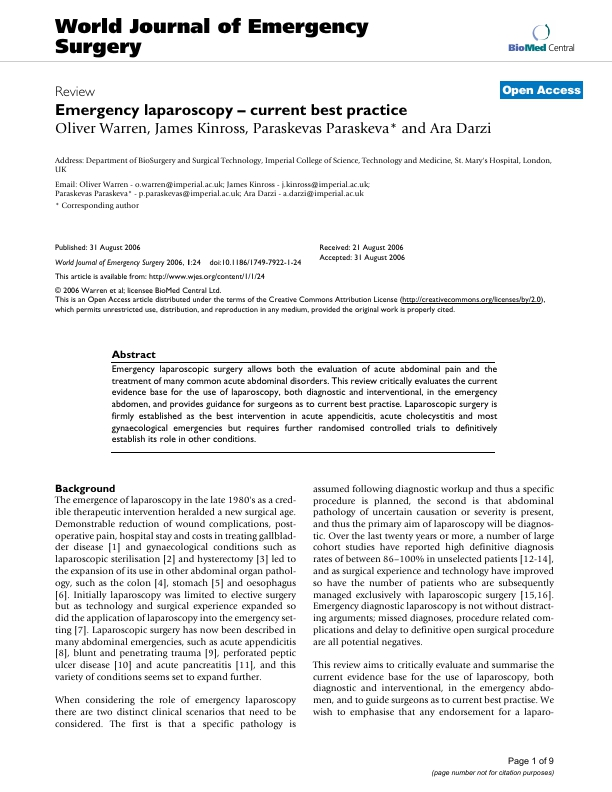 World Journal of Emergency
Surgery
BioMed Central
Review
Open Access
Emergency laparoscopy – current best practice
Oliver Warren, James Kinross, Paraskevas Paraskeva* and Ara Darzi
Address: Department of BioSurgery and Surgical Technology, Imperial College of Science, Technology and Medicine, St. Mary's Hospital, London,
UK
Email: Oliver Warren - o.warren@imperial.ac.uk; James Kinross - j.kinross@imperial.ac.uk;
Paraskevas Paraskeva* - p.paraskevas@imperial.ac.uk; Ara Darzi - a.darzi@imperial.ac.uk
* Corresponding author
Published: 31 August 2006
World Journal of Emergency Surgery 2006, 1:24 doi:10.1186/1749-7922-1-24
Received: 21 August 2006
Accepted: 31 August 2006
This article is available from: http://www.wjes.org/content/1/1/24
© 2006 Warren et al; licensee BioMed Central Ltd.
This is an Open Access article distributed under the terms of the Creative Commons Attribution License (http://creativecommons.org/licenses/by/2.0),
which permits unrestricted use, distribution, and reproduction in any medium, provided the original work is properly cited.
Abstract
Emergency laparoscopic surgery allows both the evaluation of acute abdominal pain and the
treatment of many common acute abdominal disorders. This review critically evaluates the current
evidence base for the use of laparoscopy, both diagnostic and interventional, in the emergency
abdomen, and provides guidance for surgeons as to current best practise. Laparoscopic surgery is
firmly established as the best intervention in acute appendicitis, acute cholecystitis and most
gynaecological emergencies but requires further randomised controlled trials to definitively
establish its role in other conditions.
Background
The emergence of laparoscopy in the late 1980's as a cred-
ible therapeutic intervention heralded a new surgical age.
Demonstrable reduction of wound complications, post-
operative pain, hospital stay and costs in treating gallblad-
der disease [1] and gynaecological conditions such as
laparoscopic sterilisation [2] and hysterectomy [3] led to
the expansion of its use in other abdominal organ pathol-
ogy, such as the colon [4], stomach [5] and oesophagus
[6]. Initially laparoscopy was limited to elective surgery
but as technology and surgical experience expanded so
did the application of laparoscopy into the emergency set-
ting [7]. Laparoscopic surgery has now been described in
many abdominal emergencies, such as acute appendicitis
[8], blunt and penetrating trauma [9], perforated peptic
ulcer disease [10] and acute pancreatitis [11], and this
variety of conditions seems set to expand further.
When considering the role of emergency laparoscopy
there are two distinct clinical scenarios that need to be
considered. The first is that a specific pathology is
assumed following diagnostic workup and thus a specific
procedure is planned, the second is that abdominal
pathology of uncertain causation or severity is present,
and thus the primary aim of laparoscopy will be diagnos-
tic. Over the last twenty years or more, a number of large
cohort studies have reported high definitive diagnosis
rates of between 86–100% in unselected patients [12-14],
and as surgical experience and technology have improved
so have the number of patients who are subsequently
managed exclusively with laparoscopic surgery [15,16].
Emergency diagnostic laparoscopy is not without distract-
ing arguments; missed diagnoses, procedure related com-
plications and delay to definitive open surgical procedure
are all potential negatives.
This review aims to critically evaluate and summarise the
current evidence base for the use of laparoscopy, both
diagnostic and interventional, in the emergency abdo-
men, and to guide surgeons as to current best practise. We
wish to emphasise that any endorsement for a laparo-
Page 1 of 9
(page number not for citation purposes)